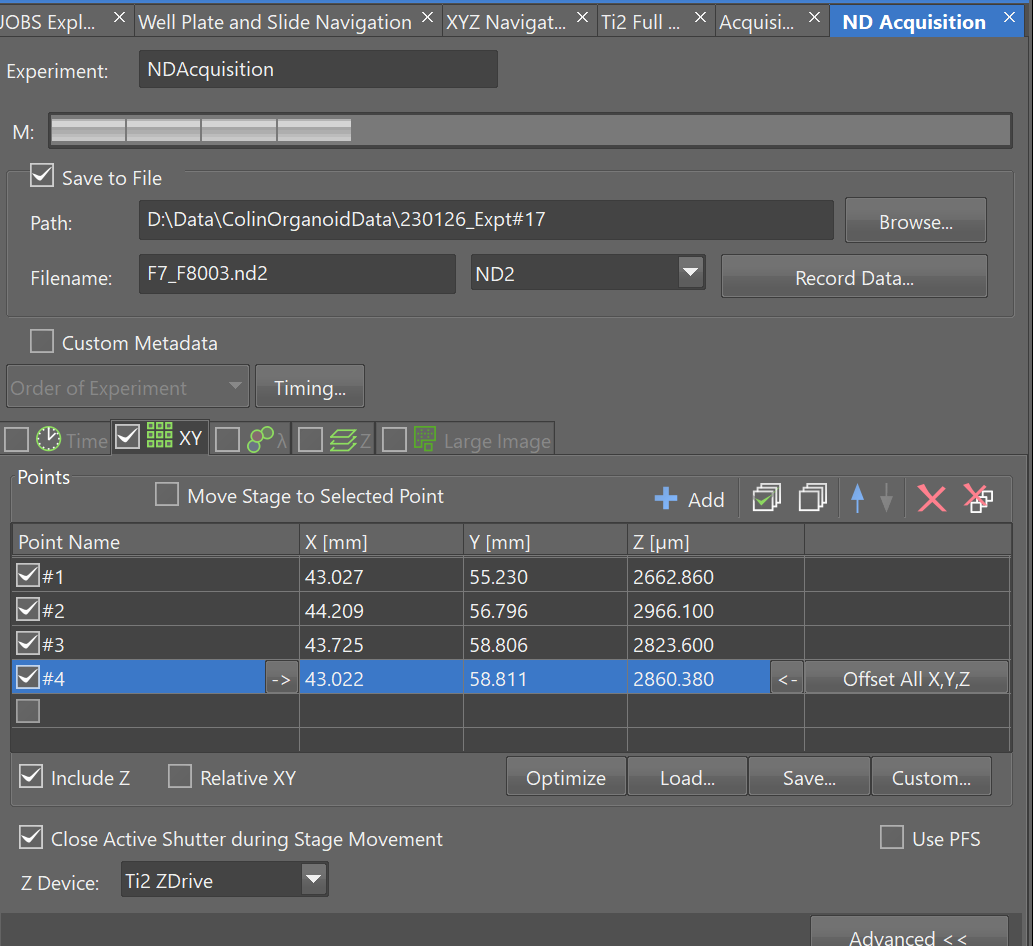 JOBS Expl... Well Plate and Slide Navigation XYZ Navigat... Ti2 Full ... Acquisi... ND Acquisition
Experiment: NDAcquisition
M:
Save to File
Path: D:\Data\ColinOrganoidData\230126_Expt#17 Browse...
Filename: F7_F8003.nd2 ND2 Record Data...
Custom Metadata
Order of Experiment Timing...
Time XY λ Z Large Image
Points
Move Stage to Selected Point Add
Point Name X [mm] Y [mm] Z [µm]
#1 43.027 55.230 2662.860
#2 44.209 56.796 2966.100
#3 43.725 58.806 2823.600
#4 -> 43.022 58.811 2860.380 <- Offset All X,Y,Z
Include Z Relative XY Optimize Load... Save... Custom...
Close Active Shutter during Stage Movement Use PFS
Z Device: Ti2 ZDrive
Advanced <<